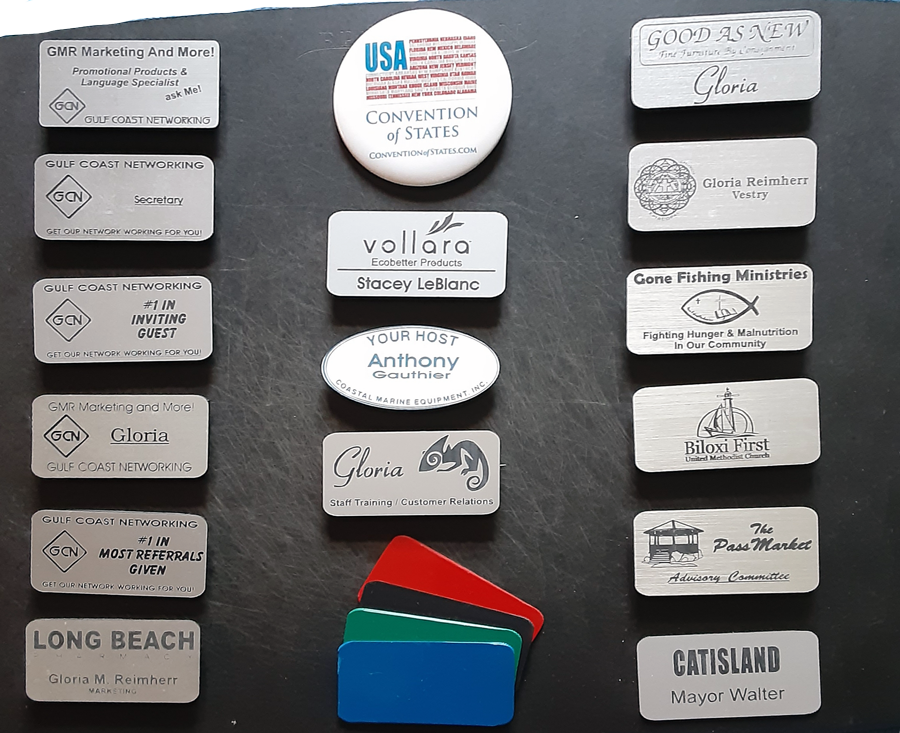 GMR Marketing And More!
Promotional Products &
Language Specialist
ask Me!
GCN
GULF COAST NETWORKING
GULF COAST NETWORKING
GCN
Secretary
GET OUR NETWORK WORKING FOR YOU!
GULF COAST NETWORKING
GCN
#1 IN
INVITING
GUEST
GET OUR NETWORK WORKING FOR YOU!
GMR Marketing and More!
GCN
Gloria
GULF COAST NETWORKING
GULF COAST NETWORKING
GCN
#1 IN
MOST REFERRALS
GIVEN
GET OUR NETWORK WORKING FOR YOU!
LONG BEACH
PHARMACY
Gloria M. Reimherr
MARKETING
USA
CONVENTION
of STATES
CONVENTIONofSTATES.COM
vollara
Ecobetter Products
Stacey LeBlanc
YOUR HOST
Anthony
Gauthier
COASTAL MARINE EQUIPMENT INC.
Gloria
Staff Training / Customer Relations
GOOD AS NEW
Fine Furniture By Consignment
Gloria
Gloria Reimherr
Vestry
Gone Fishing Ministries
Fighting Hunger & Malnutrition
In Our Community
Biloxi First
United Methodist Church
The
PassMarket
Advisory Committee
CATISLAND
Mayor Walter